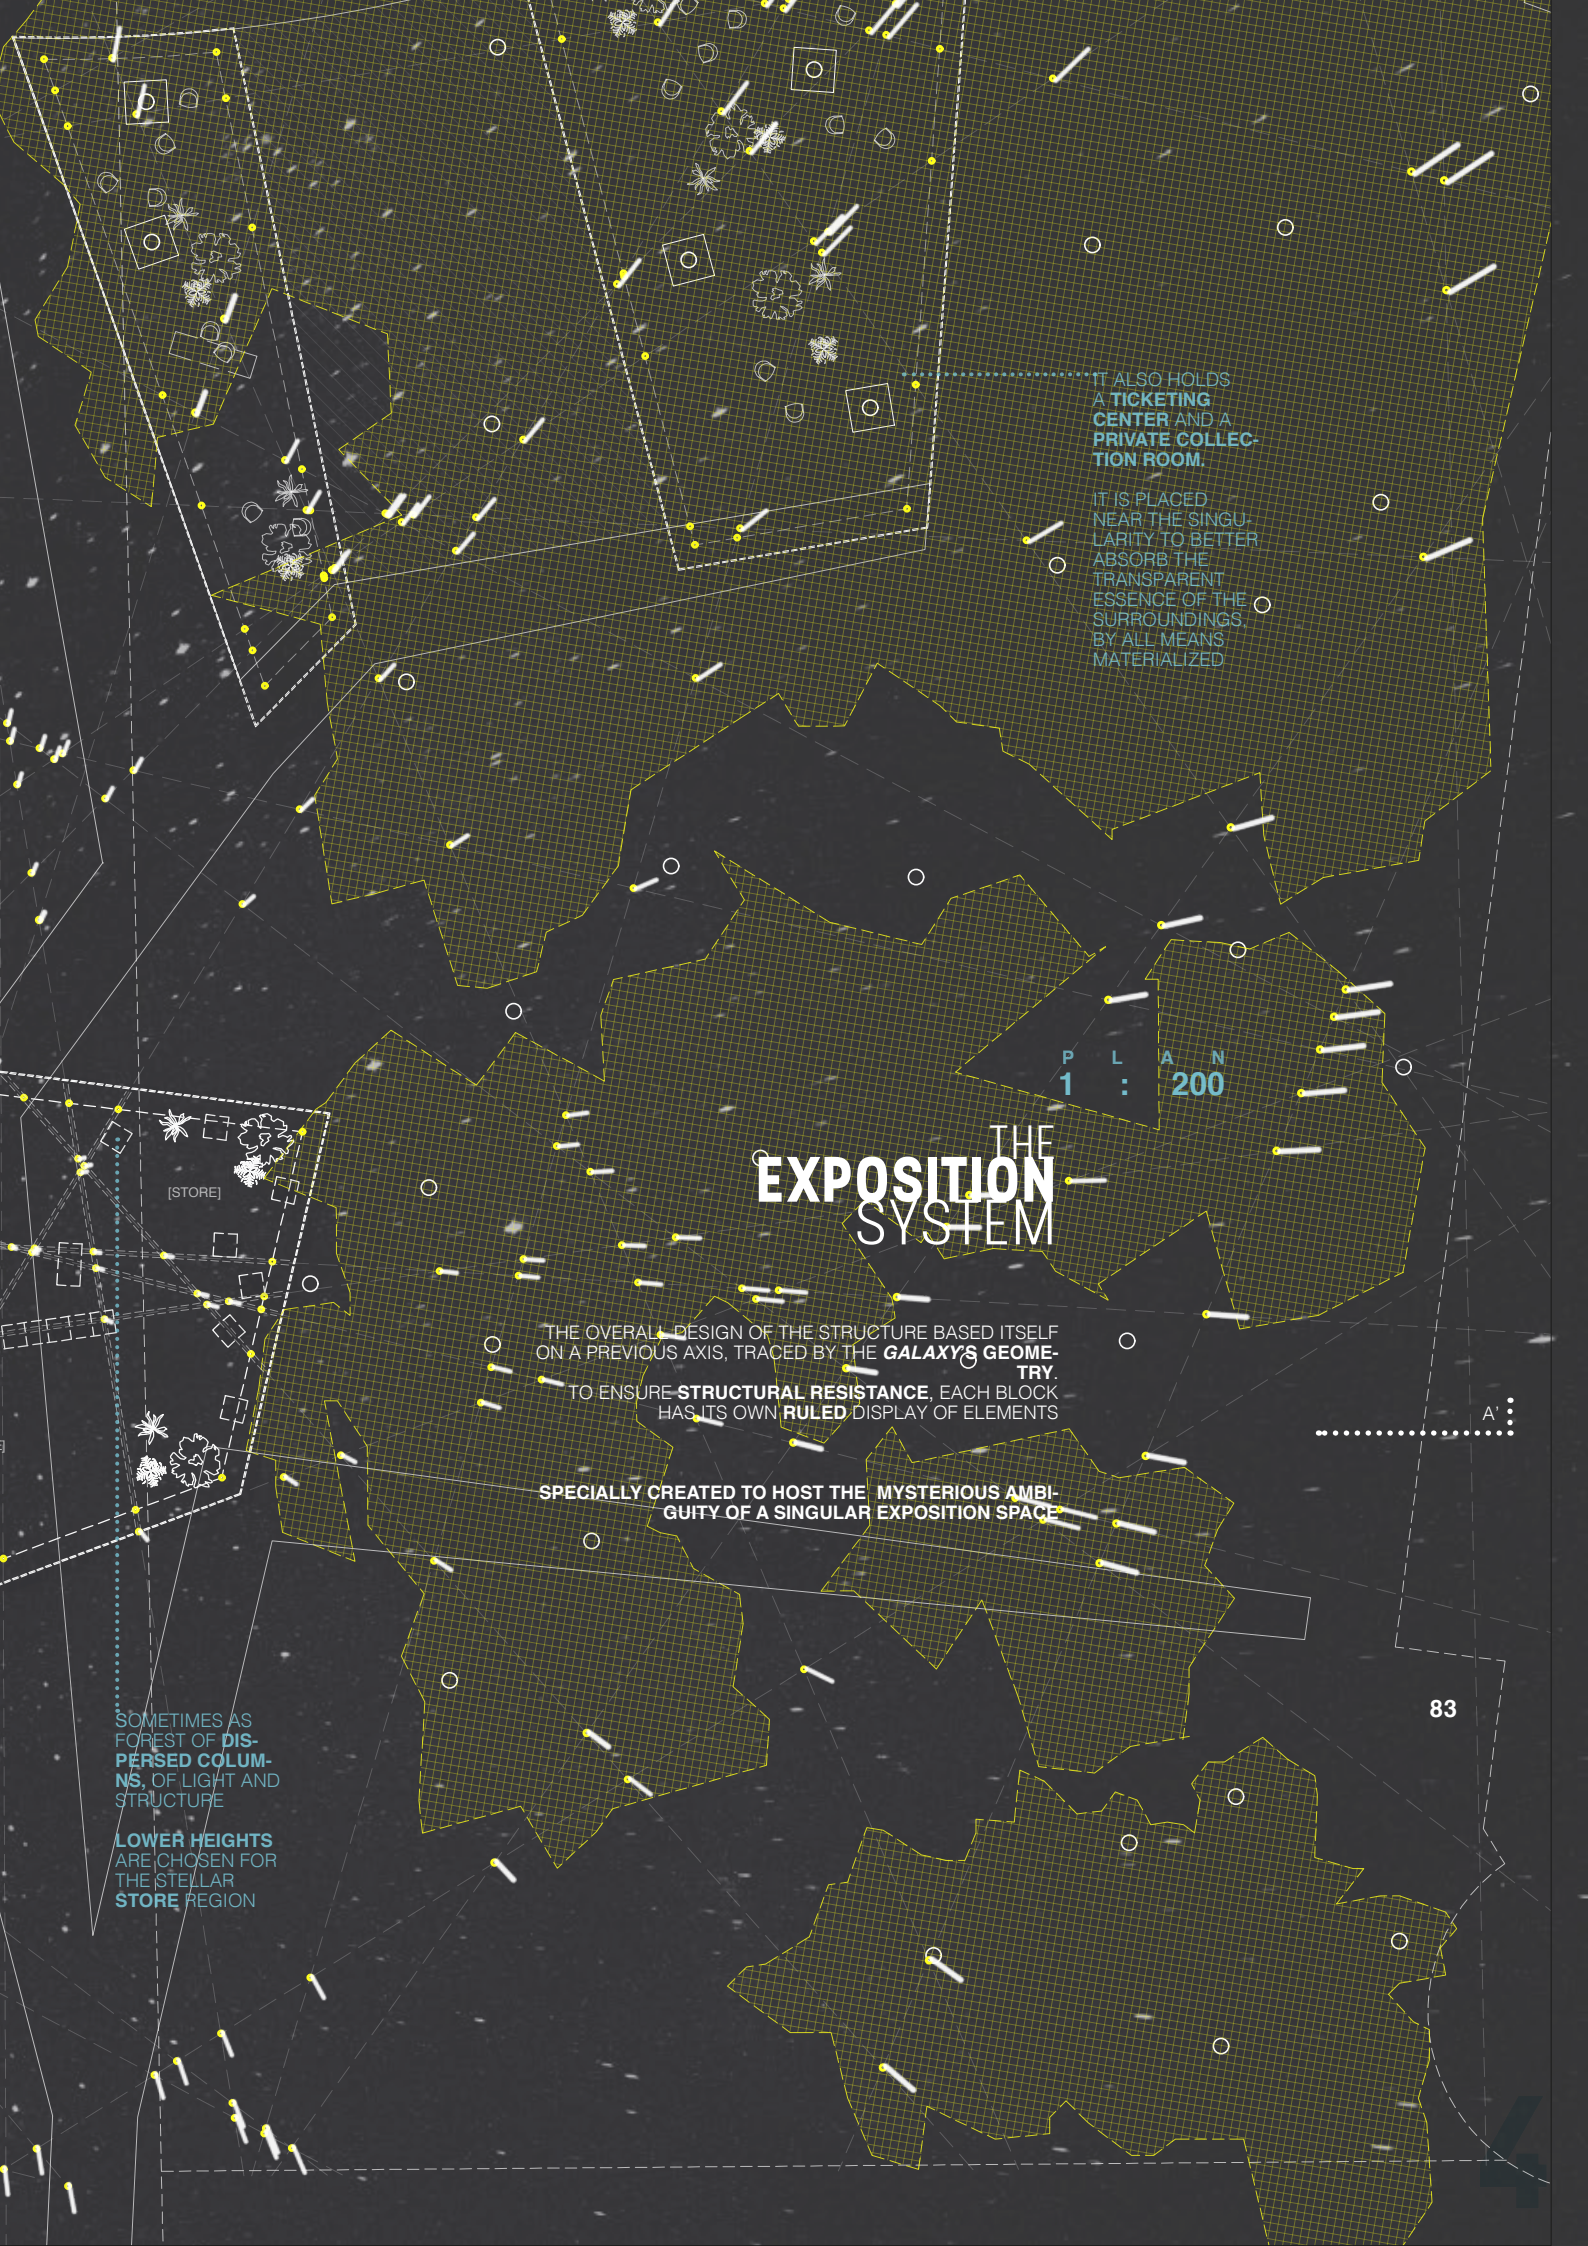 IT ALSO HOLDS
A TICKETING
CENTER AND A
PRIVATE COLLEC-
TION ROOM.
IT IS PLACED
NEAR THE SINGU-
LARITY TO BETTER
ABSORB THE
TRANSPARENT
ESSENCE OF THE
SURROUNDINGS.
BY ALL MEANS
MATERIALIZED
PLAN
1 : 200
THE
EXPOSITION
SYSTEM
[STORE]
THE OVERALL DESIGN OF THE STRUCTURE BASED ITSELF
ON A PREVIOUS AXIS, TRACED BY THE GALAXY'S GEOME-
TRY.
TO ENSURE STRUCTURAL RESISTANCE, EACH BLOCK
HAS ITS OWN RULED DISPLAY OF ELEMENTS
A'
SPECIALLY CREATED TO HOST THE MYSTERIOUS AMBI-
GUITY OF A SINGULAR EXPOSITION SPACE
83
SOMETIMES AS
FOREST OF DIS-
PERSED COLUM-
NS, OF LIGHT AND
STRUCTURE
LOWER HEIGHTS
ARE CHOSEN FOR
THE STELLAR
STORE REGION
4